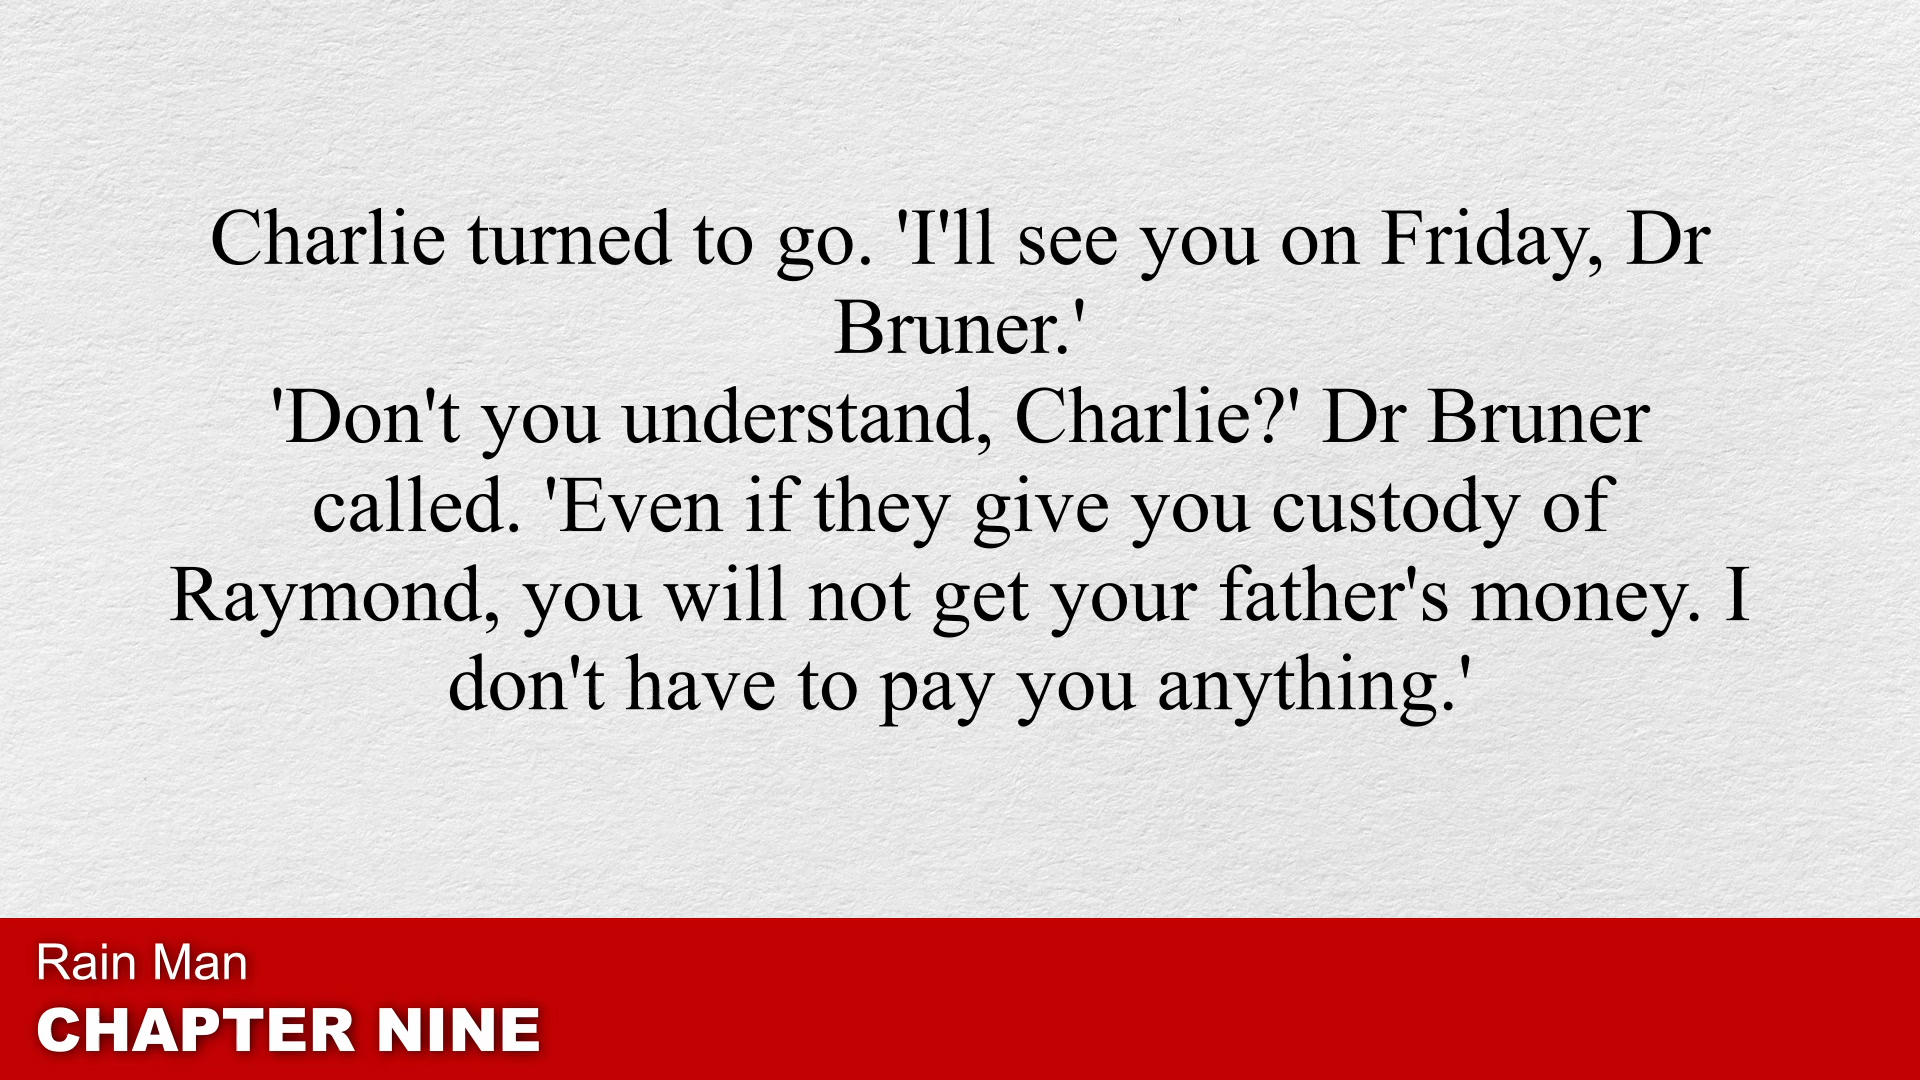 Charlie turned to go. 'I'll see you on Friday, Dr
Bruner.'
'Don't you understand, Charlie?' Dr Bruner
called. 'Even if they give you custody of
Raymond, you will not get your father's money. I
don't have to pay you anything.'
Rain Man
CHAPTER NINE